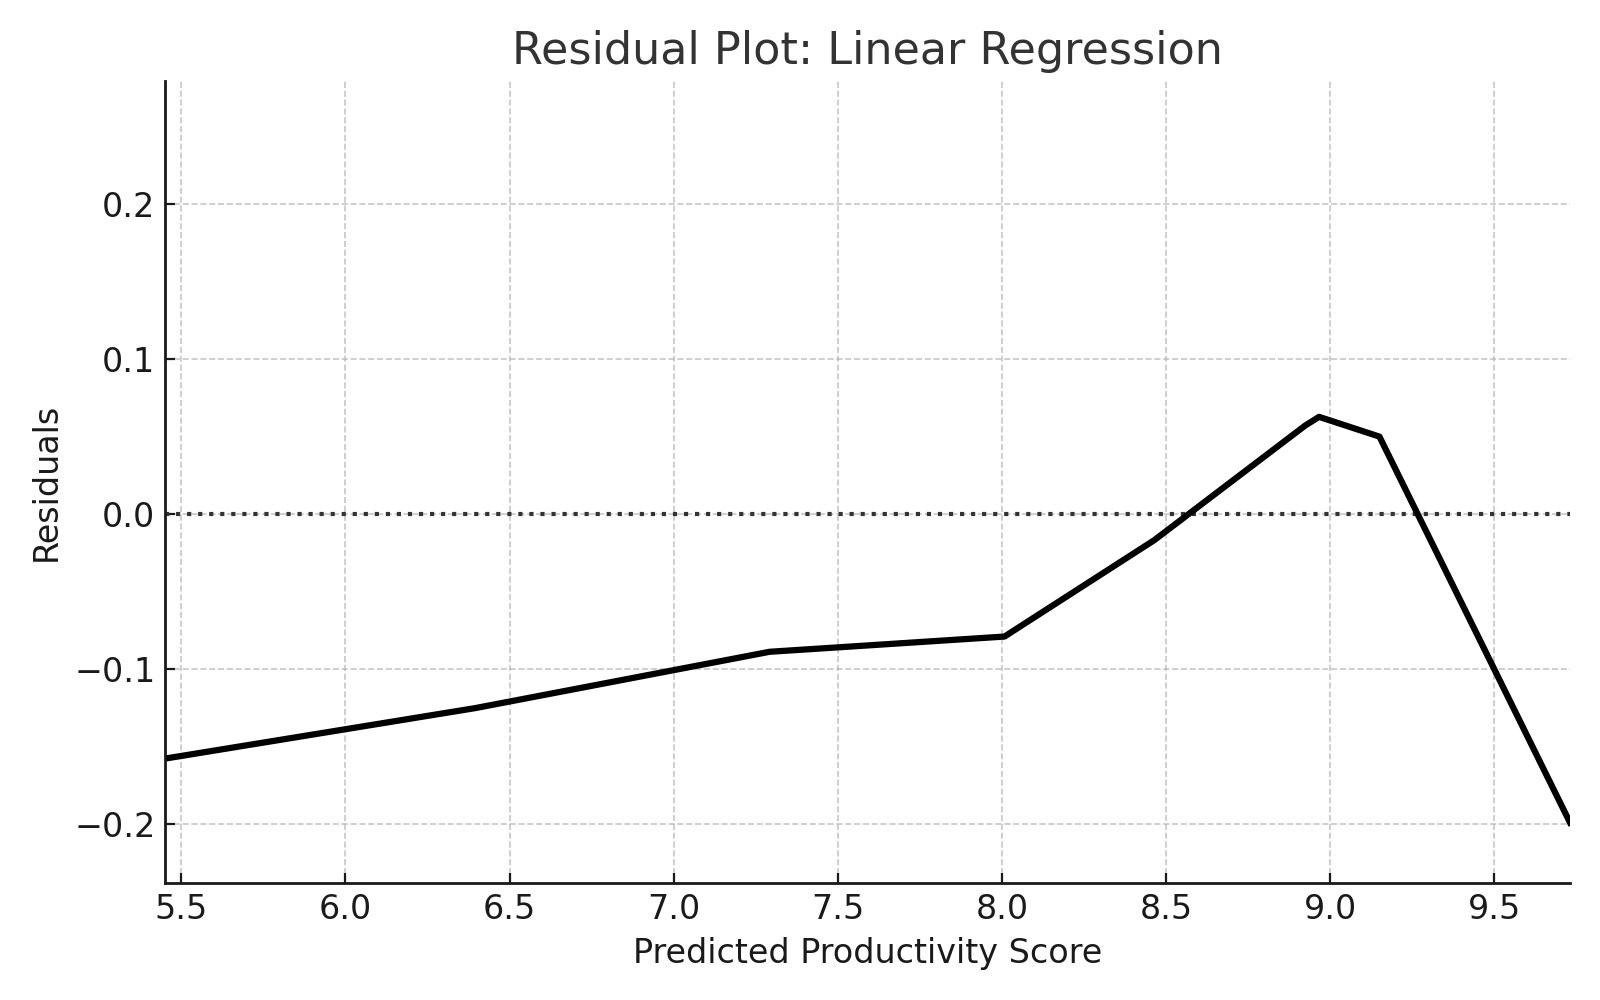 Residual Plot: Linear Regression
Residuals
0.2
0.1
0.0
−0.1
−0.2
5.5 6.0 6.5 7.0 7.5 8.0 8.5 9.0 9.5
Predicted Productivity Score